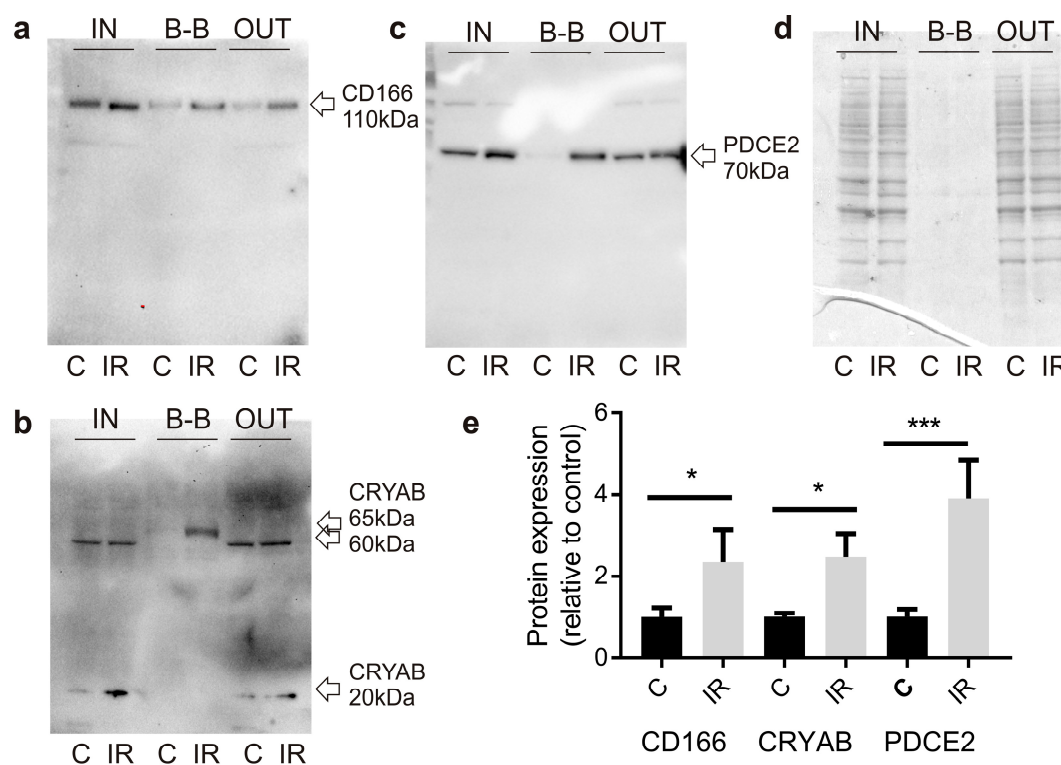 a
IN B-B OUT
CD166
110kDa
C IR C IR C IR
c
IN B-B OUT
PDCE2
70kDa
C IR C IR C IR
d
IN B-B OUT
C IR C IR C IR
b
IN B-B OUT
CRYAB
65kDa
60kDa
CRYAB
20kDa
C IR C IR C IR
e
Protein expression
(relative to control)
6
4
2
0
* * ***
C IR C IR C IR
CD166 CRYAB PDCE2